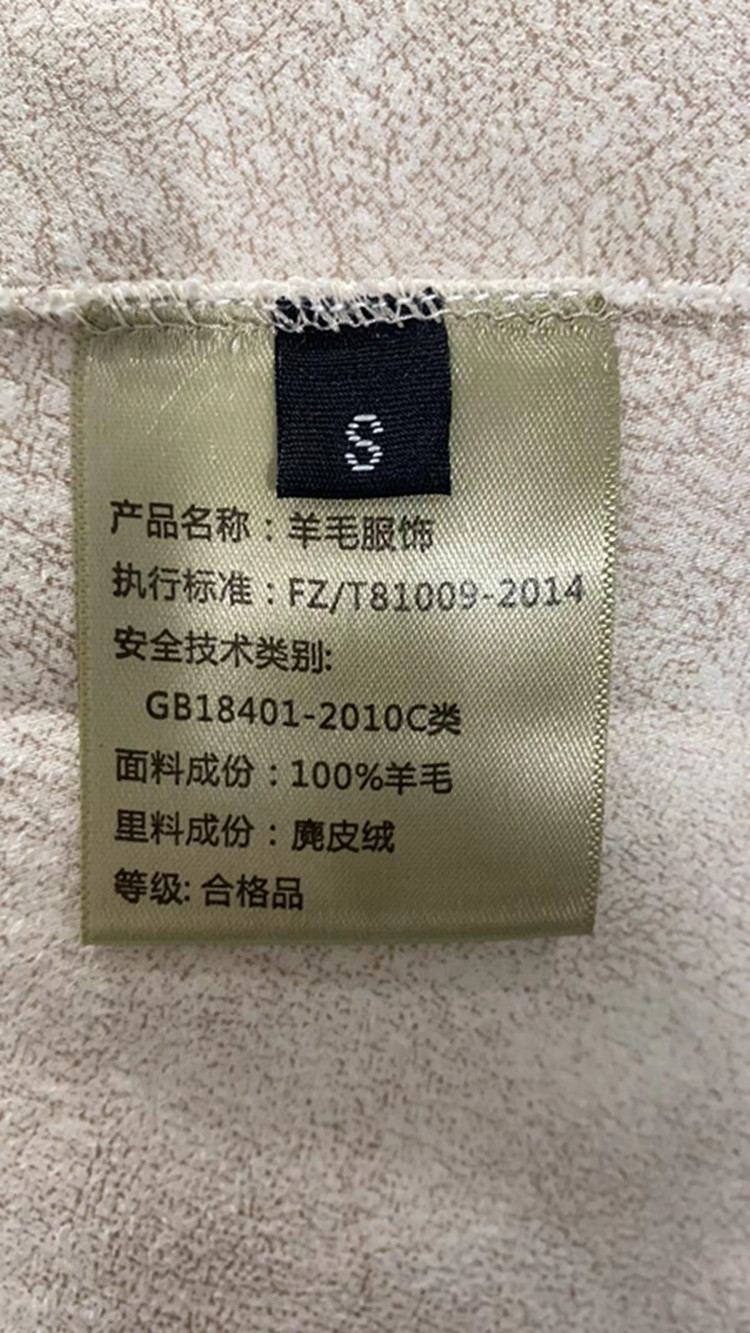 S
产品名称：羊毛服饰
执行标准：FZ/T81009-2014
安全技术类别:
GB18401-2010C类
面料成份：100%羊毛
里料成份：麂皮绒
等级: 合格品